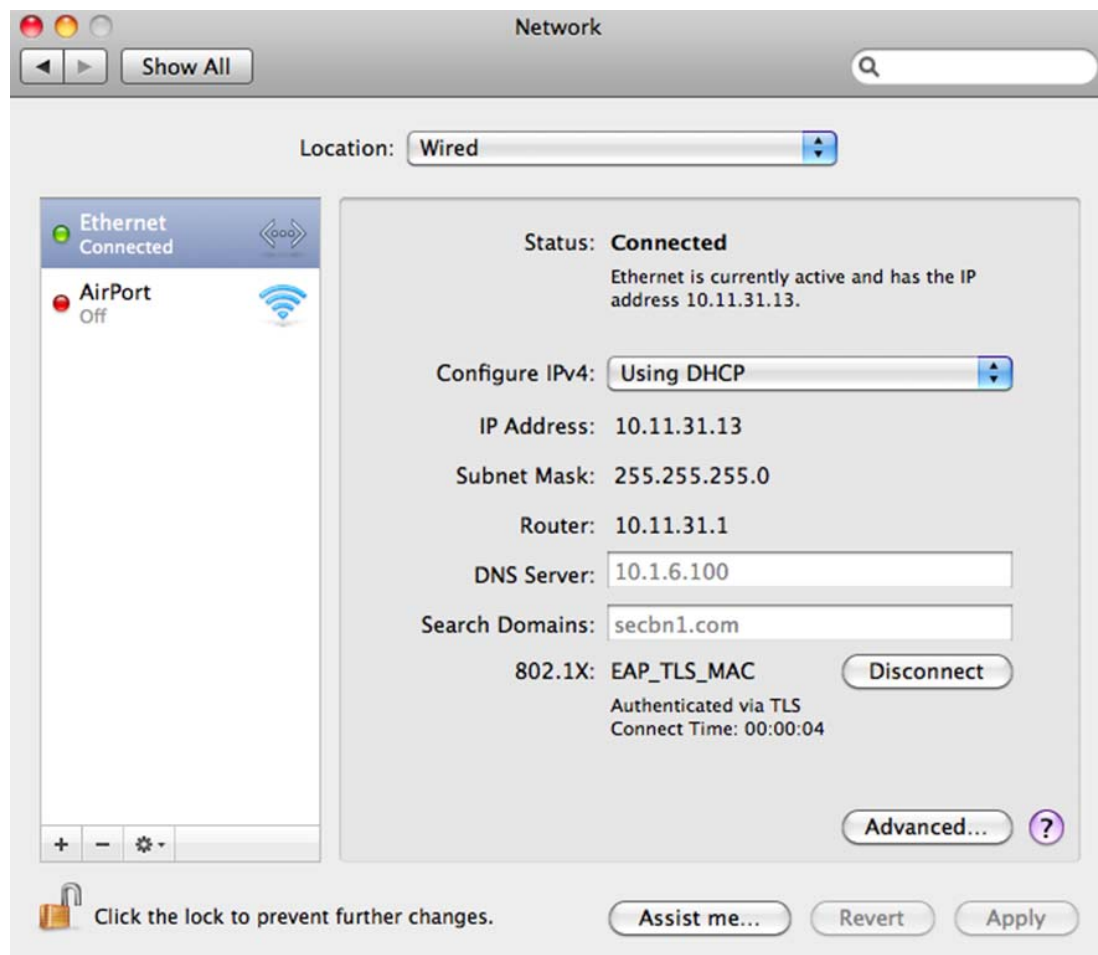 Network
Show All
Location: Wired
Ethernet
Connected
AirPort
Off
Status: Connected
Ethernet is currently active and has the IP
address 10.11.31.13.
Configure IPv4: Using DHCP
IP Address: 10.11.31.13
Subnet Mask: 255.255.255.0
Router: 10.11.31.1
DNS Server: 10.1.6.100
Search Domains: secbn1.com
802.1X: EAP_TLS_MAC Disconnect
Authenticated via TLS
Connect Time: 00:00:04
Advanced... ?
+ −
Click the lock to prevent further changes.
Assist me... Revert Apply